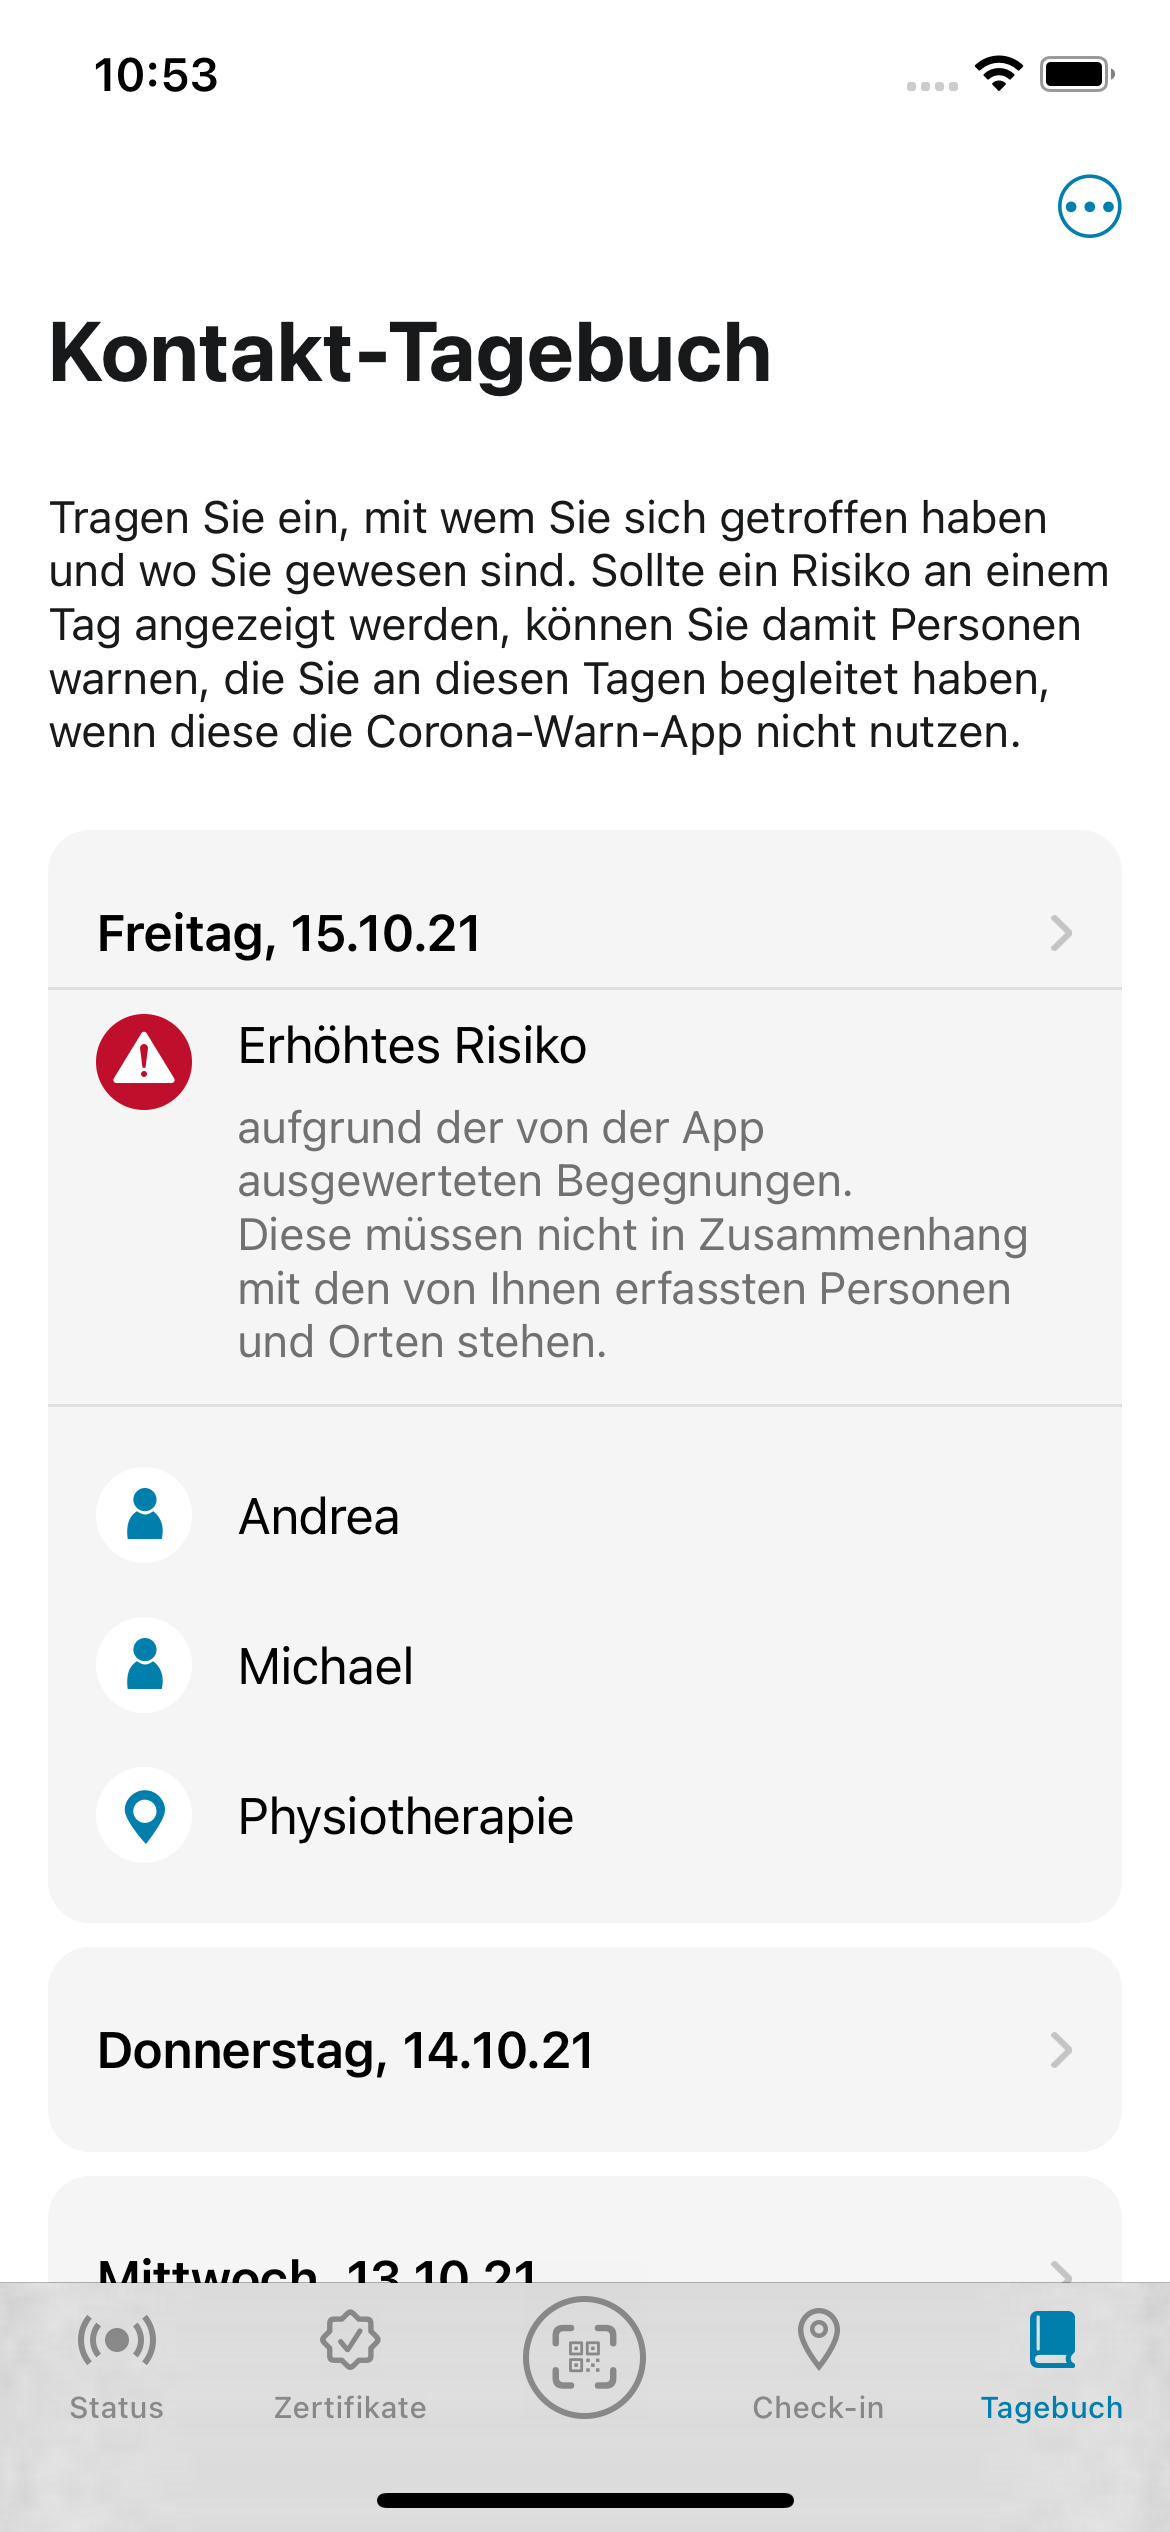 10:53
Kontakt-Tagebuch
Tragen Sie ein, mit wem Sie sich getroffen haben
und wo Sie gewesen sind. Sollte ein Risiko an einem
Tag angezeigt werden, können Sie damit Personen
warnen, die Sie an diesen Tagen begleitet haben,
wenn diese die Corona-Warn-App nicht nutzen.
Freitag, 15.10.21
Erhöhtes Risiko
aufgrund der von der App
ausgewerteten Begegnungen.
Diese müssen nicht in Zusammenhang
mit den von Ihnen erfassten Personen
und Orten stehen.
Andrea
Michael
Physiotherapie
Donnerstag, 14.10.21
Mittwoch, 13.10.21
Status
Zertifikate
Check-in
Tagebuch